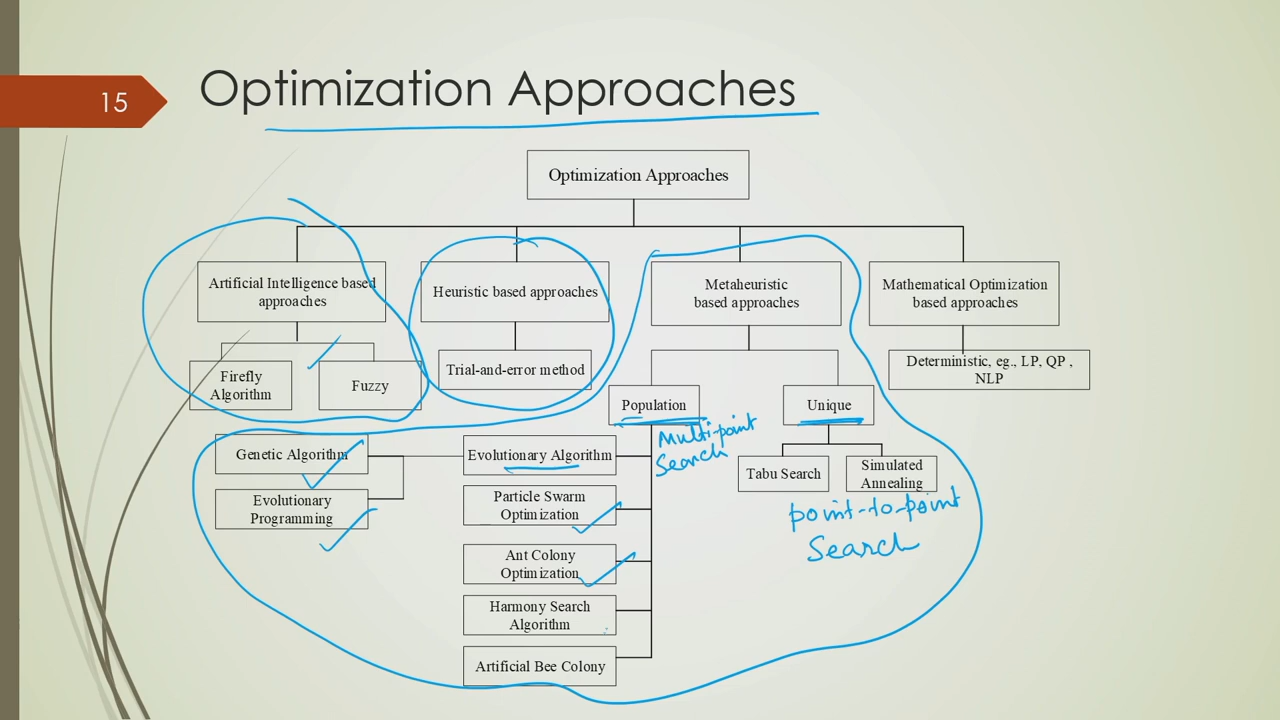 15
Optimization Approaches
Optimization Approaches
Artificial Intelligence based
approaches
Heuristic based approaches
Metaheuristic
based approaches
Mathematical Optimization
based approaches
Firefly
Algorithm
Fuzzy
Trial-and-error method
Deterministic, eg., LP, QP ,
NLP
Population
Unique
Multi-point
Search
Genetic Algorithm
Evolutionary Algorithm
Tabu Search
Simulated
Annealing
Evolutionary
Programming
Particle Swarm
Optimization
point-to-point
Search
Ant Colony
Optimization
Harmony Search
Algorithm
Artificial Bee Colony